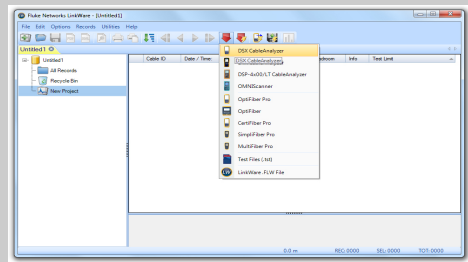 Fluke Networks LinkWare - [Untitled1]
File Edit Options Records Utilities Help
Untitled1
Cable ID Date / Time Headroom Info Test Limit
Untitled1
All Records
Recycle Bin
New Project
DSX CableAnalyzer
DSX CableAnalyzer
DSP-4x00/LT CableAnalyzer
OMNIScanner
OptiFiber Pro
OptiFiber
CertiFiber Pro
SimpliFiber Pro
MultiFiber Pro
Test Files (.tst)
LinkWare .FLW File
0.0 m REC: 0000 SEL: 0000 TOT: 0000